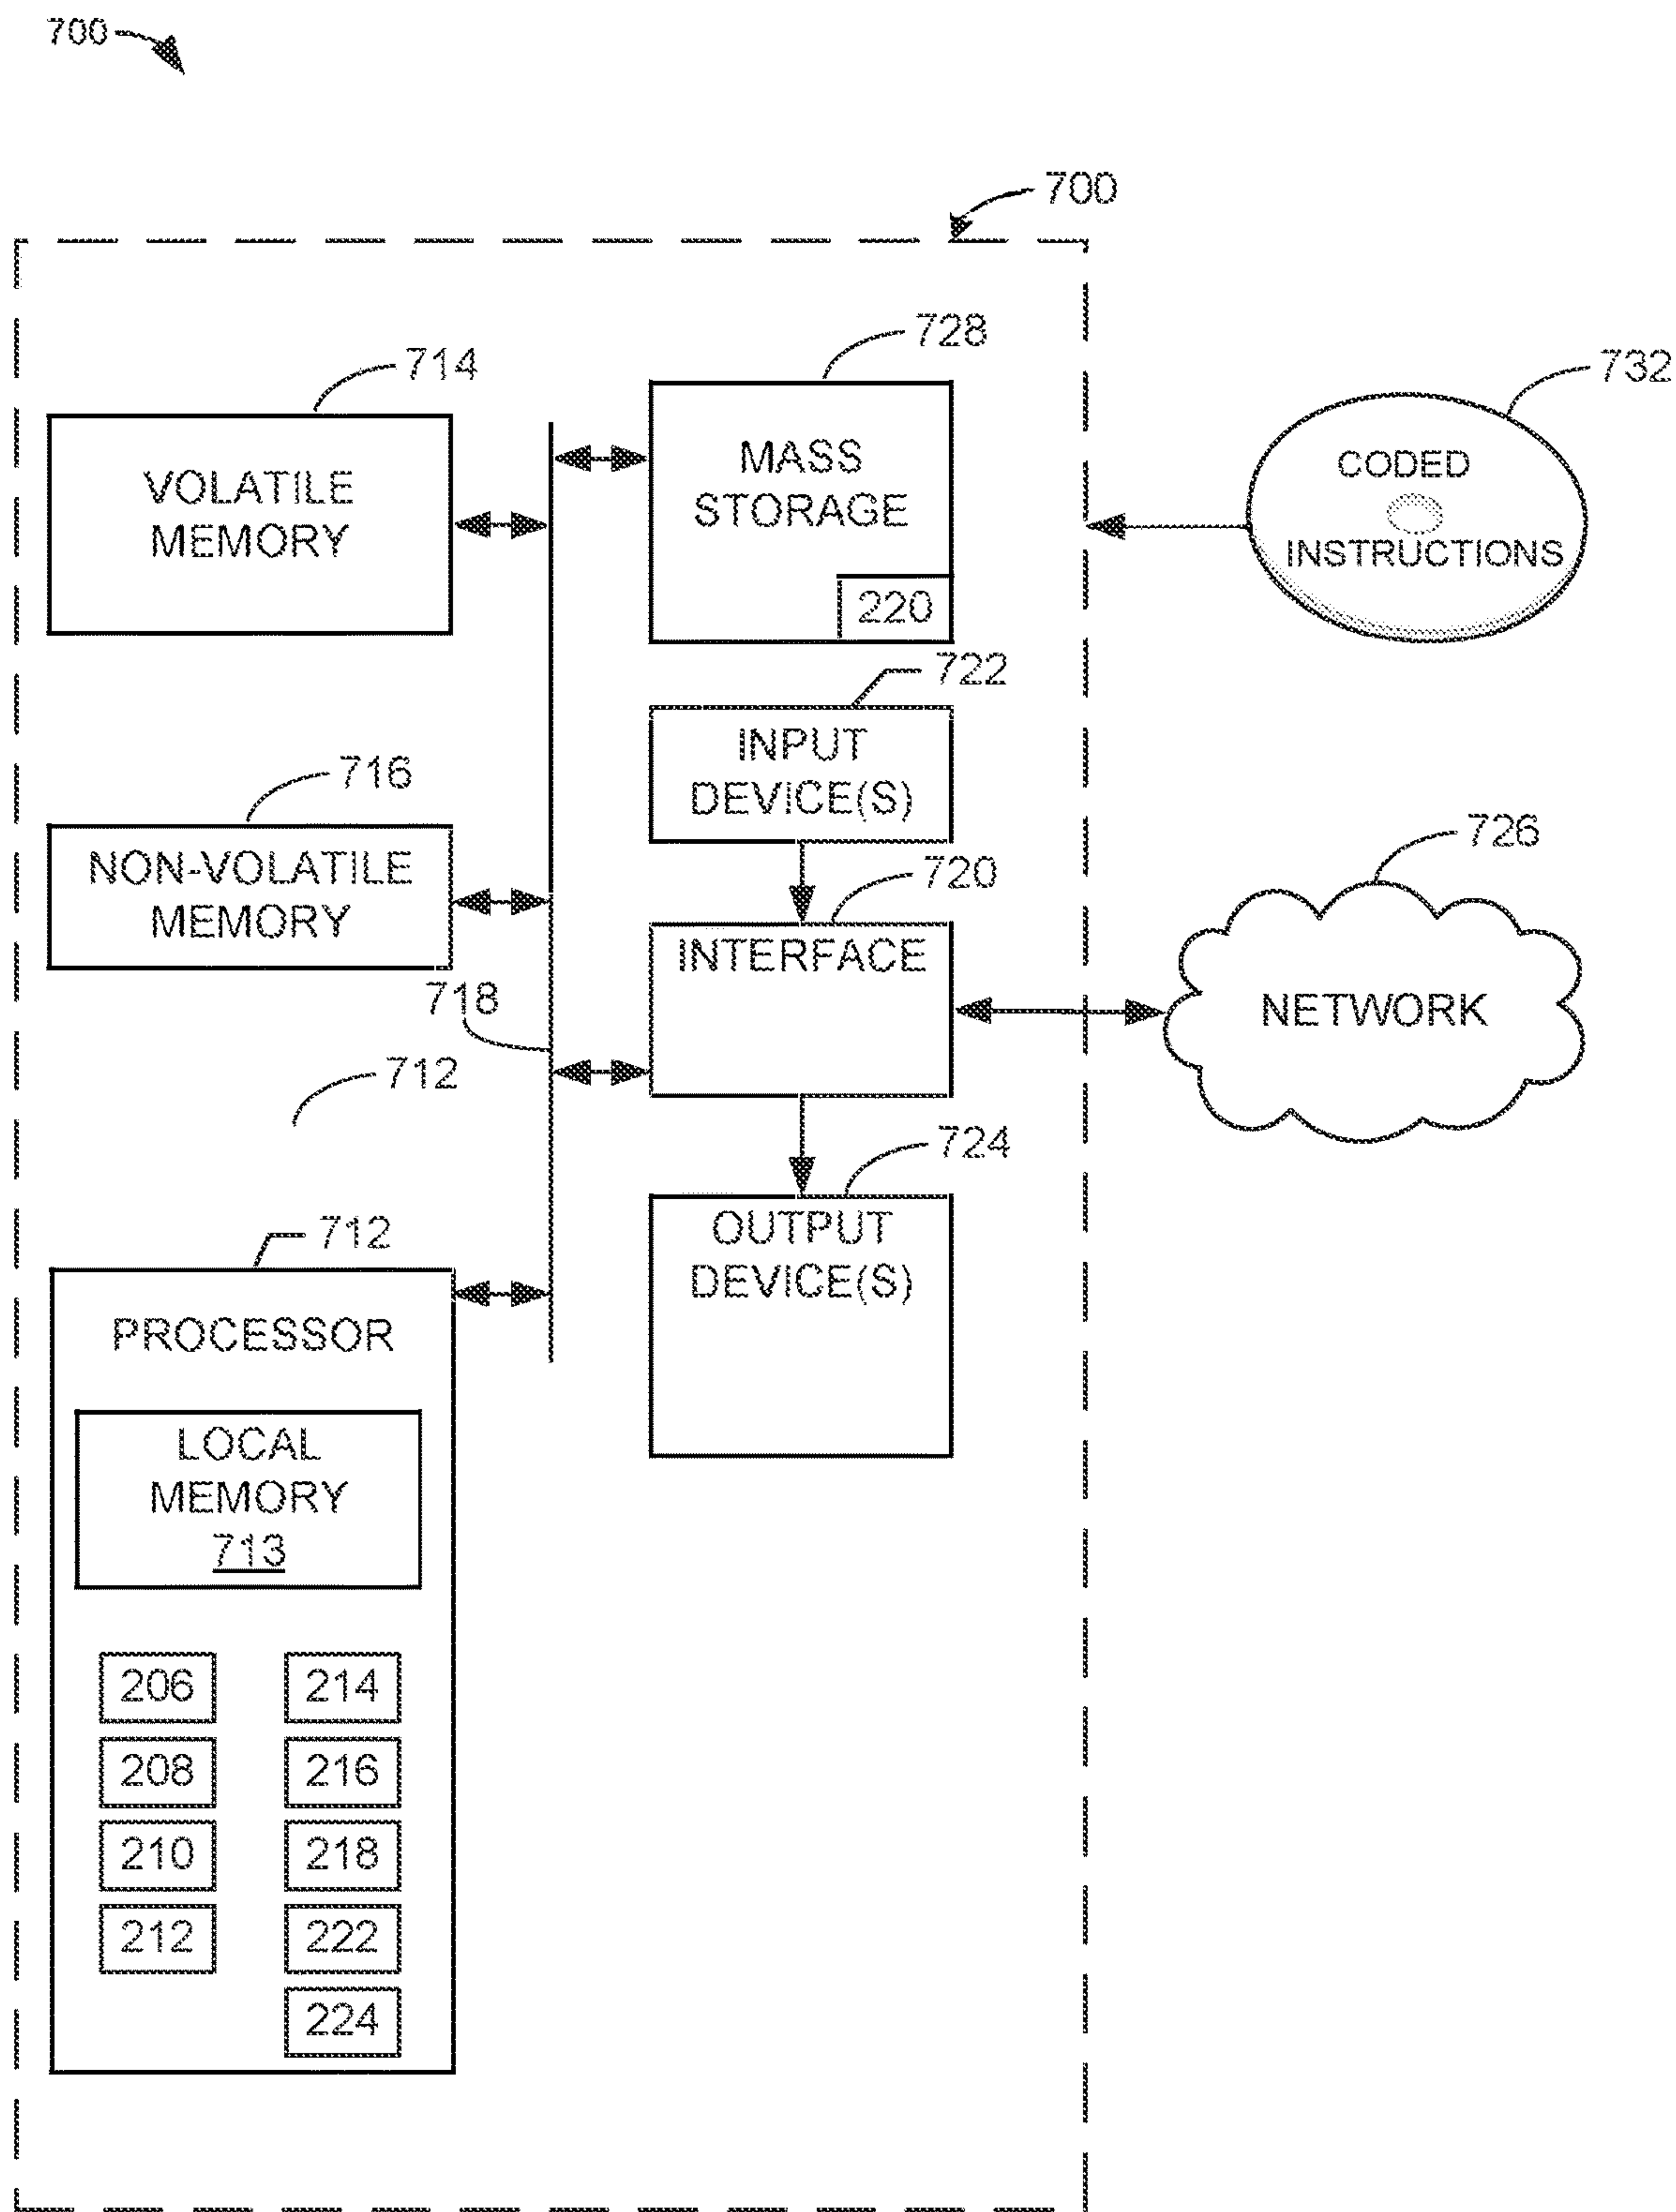 700
700
728
714
732
MASS
STORAGE
VOLATILE
MEMORY
CODED
INSTRUCTIONS
220
722
INPUT
DEVICE(S)
716
726
NON-VOLATILE
MEMORY
720
INTERFACE
718
NETWORK
712
724
712
OUTPUT
DEVICE(S)
PROCESSOR
LOCAL
MEMORY
713
206
214
208
216
210
218
212
222
224